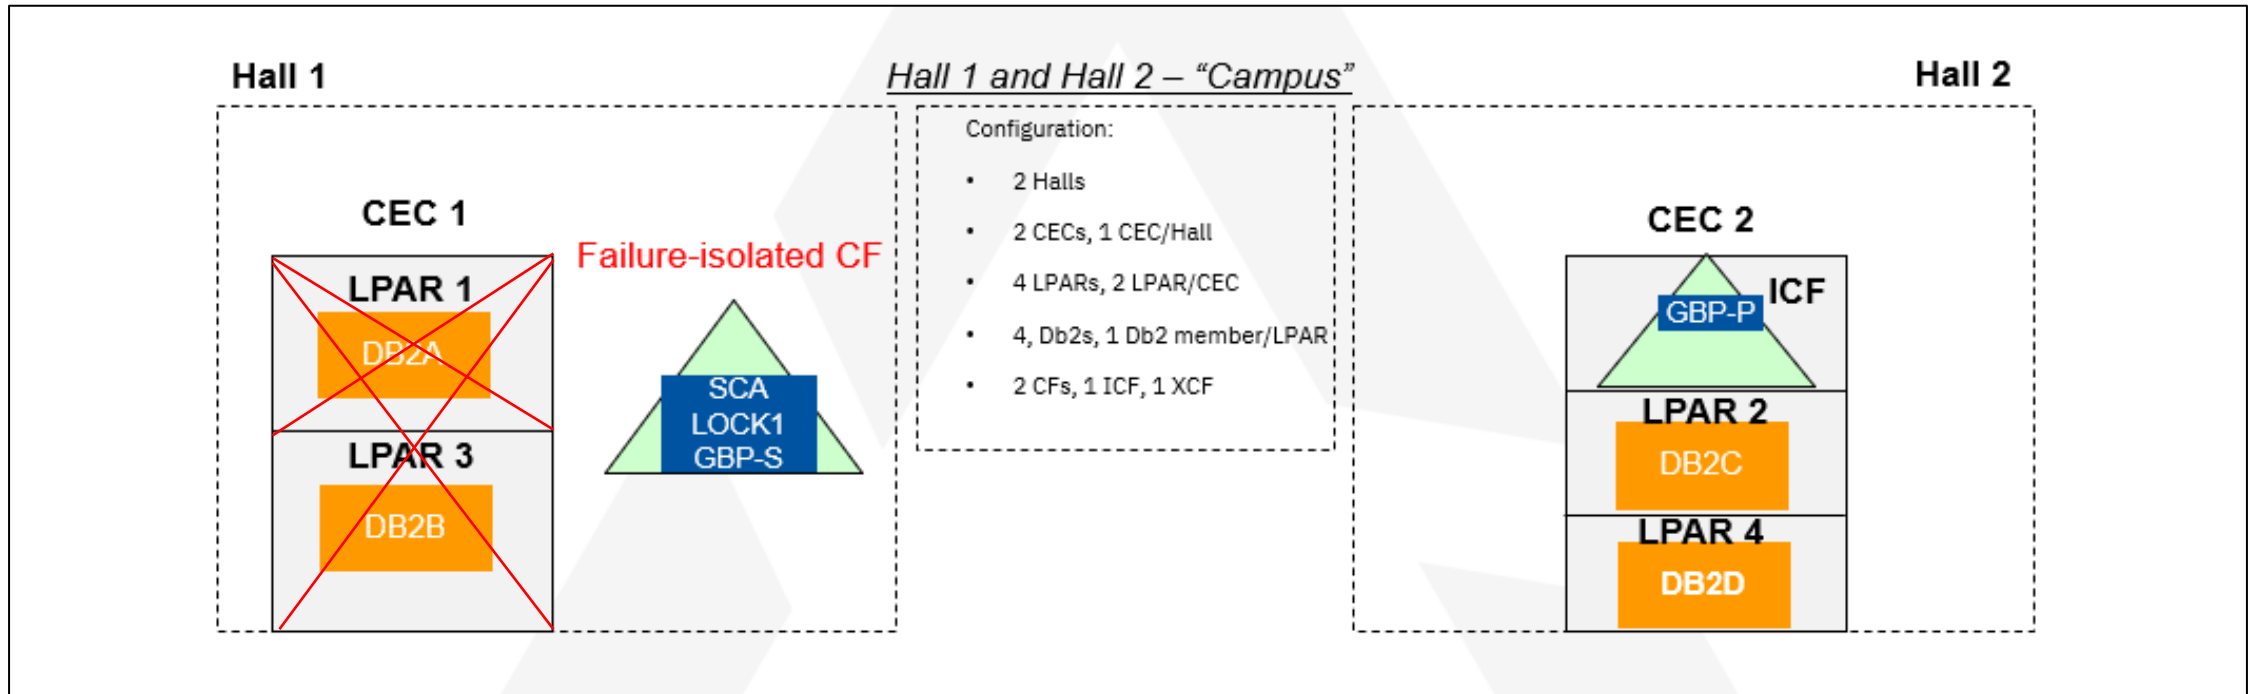 Hall 1
Hall 1 and Hall 2 – “Campus”
Hall 2
CEC 1
LPAR 1
DB2A
LPAR 3
DB2B
Failure-isolated CF
SCA
LOCK1
GBP-S
Configuration:
• 2 Halls
• 2 CECs, 1 CEC/Hall
• 4 LPARs, 2 LPAR/CEC
• 4, Db2s, 1 Db2 member/LPAR
• 2 CFs, 1 ICF, 1 XCF
CEC 2
ICF
GBP-P
LPAR 2
DB2C
LPAR 4
DB2D